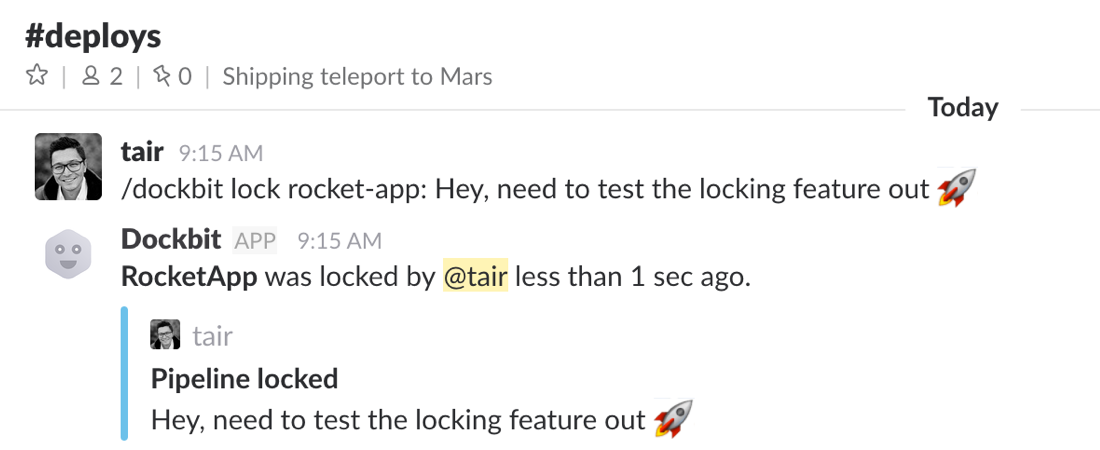 #deploys
2 | 0 | Shipping teleport to Mars
Today
tair 9:15 AM
/dockbit lock rocket-app: Hey, need to test the locking feature out 🚀
Dockbit APP 9:15 AM
RocketApp was locked by @tair less than 1 sec ago.
tair
Pipeline locked
Hey, need to test the locking feature out 🚀